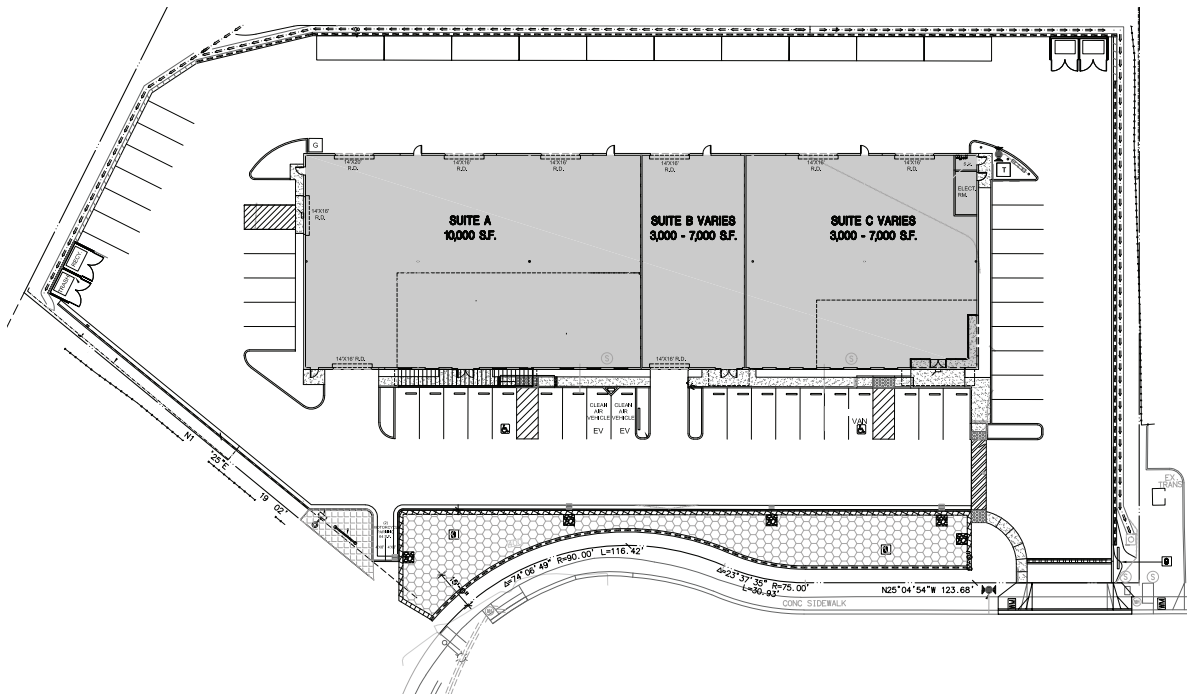 G
14'X20'
R.D.
14'X16'
R.D.
14'X16'
R.D.
14'X16'
R.D.
14'X16'
R.D.
14'X16'
R.D.
T
ELECT.
RM.
14'X16'
R.D.
SUITE A
10,000 S.F.
SUITE B VARIES
3,000 - 7,000 S.F.
SUITE C VARIES
3,000 - 7,000 S.F.
RECY.
TRASH
14'X16' R.D.
S
14'X16' R.D.
S
CLEAN
AIR
VEHICLE
EV
CLEAN
AIR
VEHICLE
EV
VAN
N1
'25"E
19
02'
EX.
TRANS
Δ=74°06'49" R=90.00' L=116.42'
Δ=23°37'35" R=75.00'
L=30.93'
N25°04'54"W 123.68'
CONC SIDEWALK
S
S